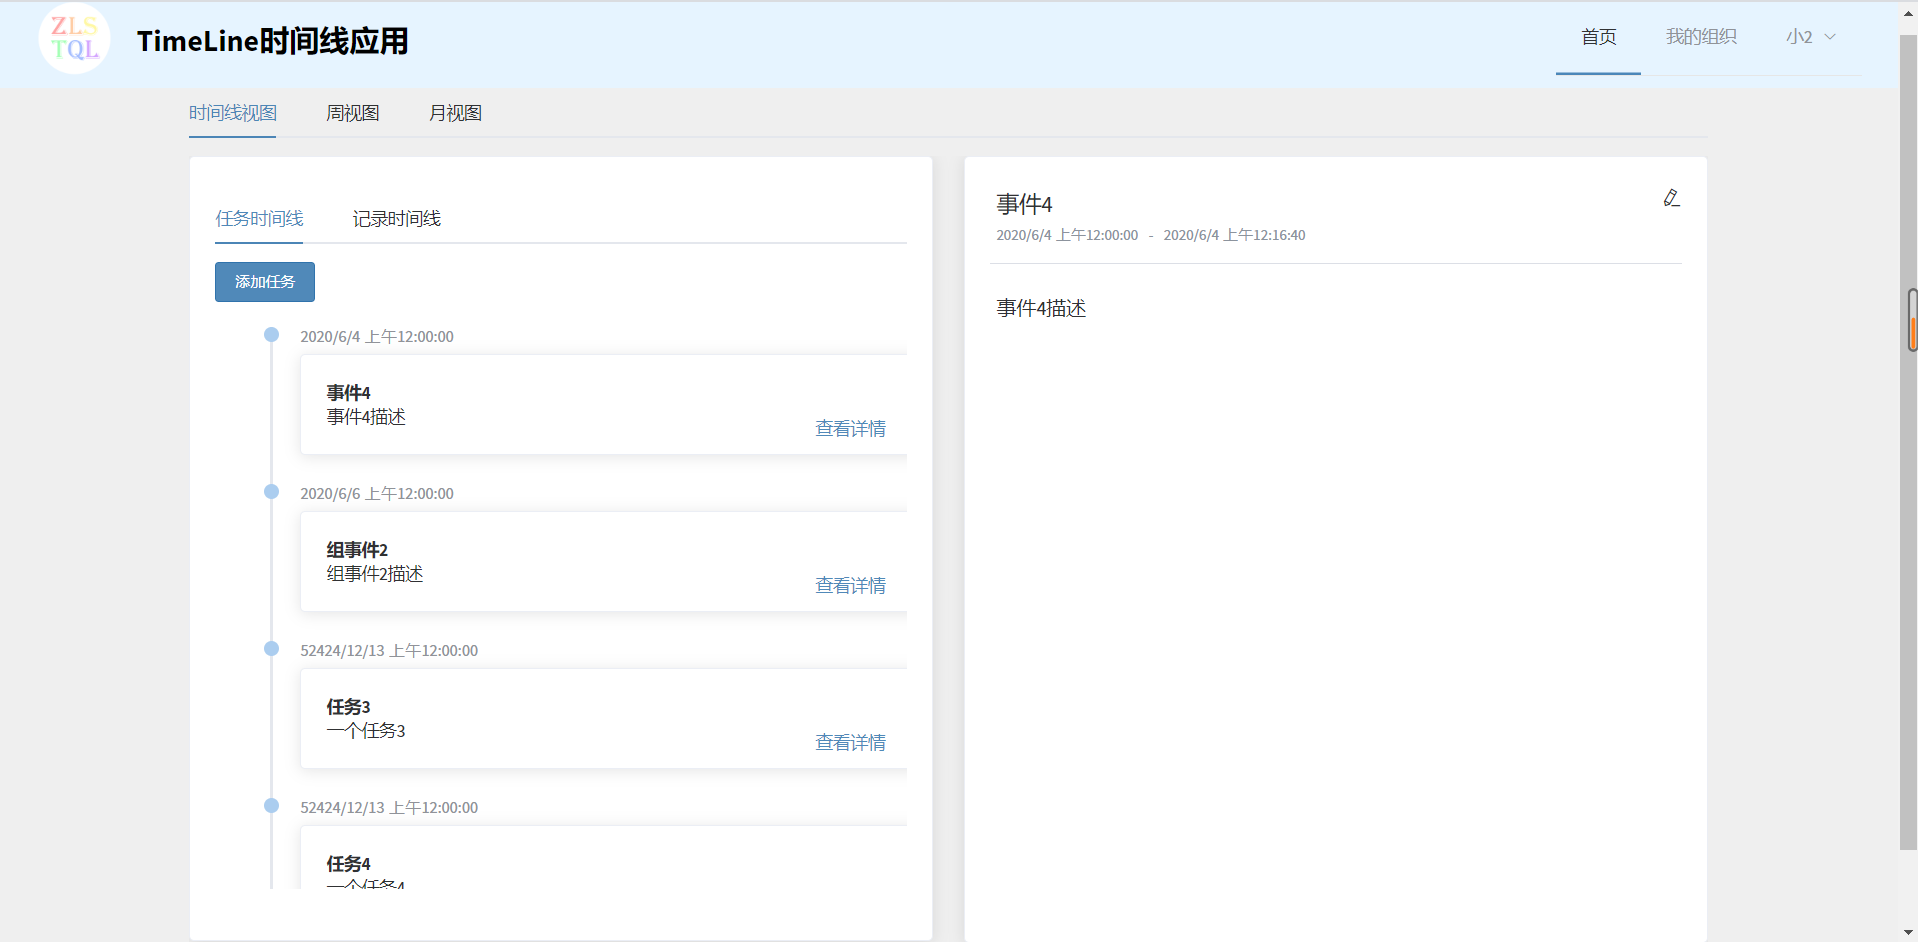 ZLS
TQL
TimeLine时间线应用
首页
我的组织
小2
时间线视图
周视图
月视图
任务时间线
记录时间线
添加任务
2020/6/4 上午12:00:00
事件4
事件4描述
查看详情
2020/6/6 上午12:00:00
组事件2
组事件2描述
查看详情
52424/12/13 上午12:00:00
任务3
一个任务3
查看详情
52424/12/13 上午12:00:00
任务4
一个任务4
事件4
2020/6/4 上午12:00:00 - 2020/6/4 上午12:16:40
事件4描述